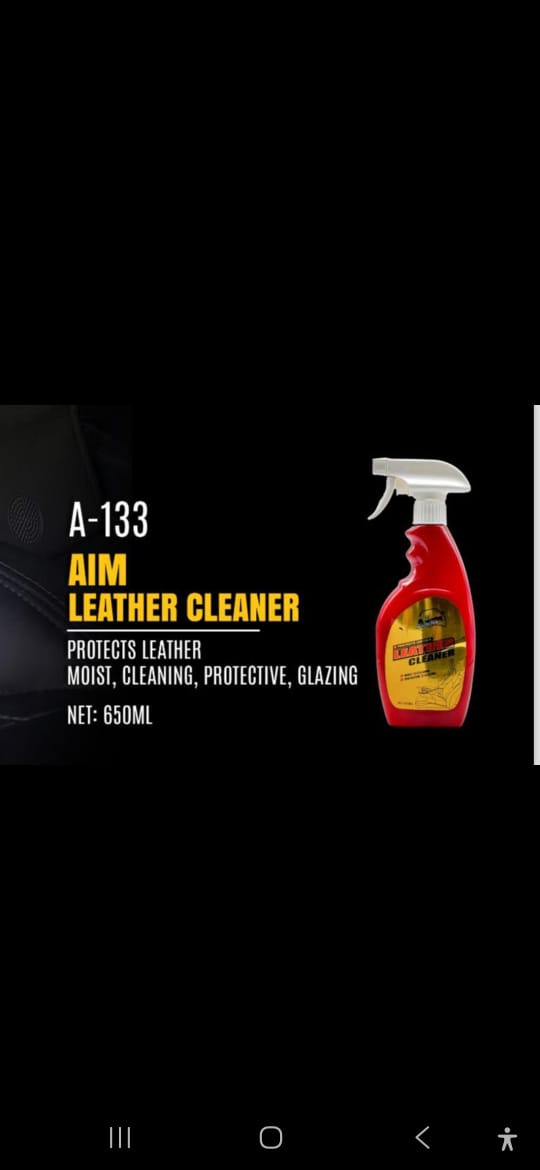 A-133
AIM
LEATHER CLEANER
PROTECTS LEATHER
MOIST, CLEANING, PROTECTIVE, GLAZING
NET: 650ML
LEATHER
CLEANER